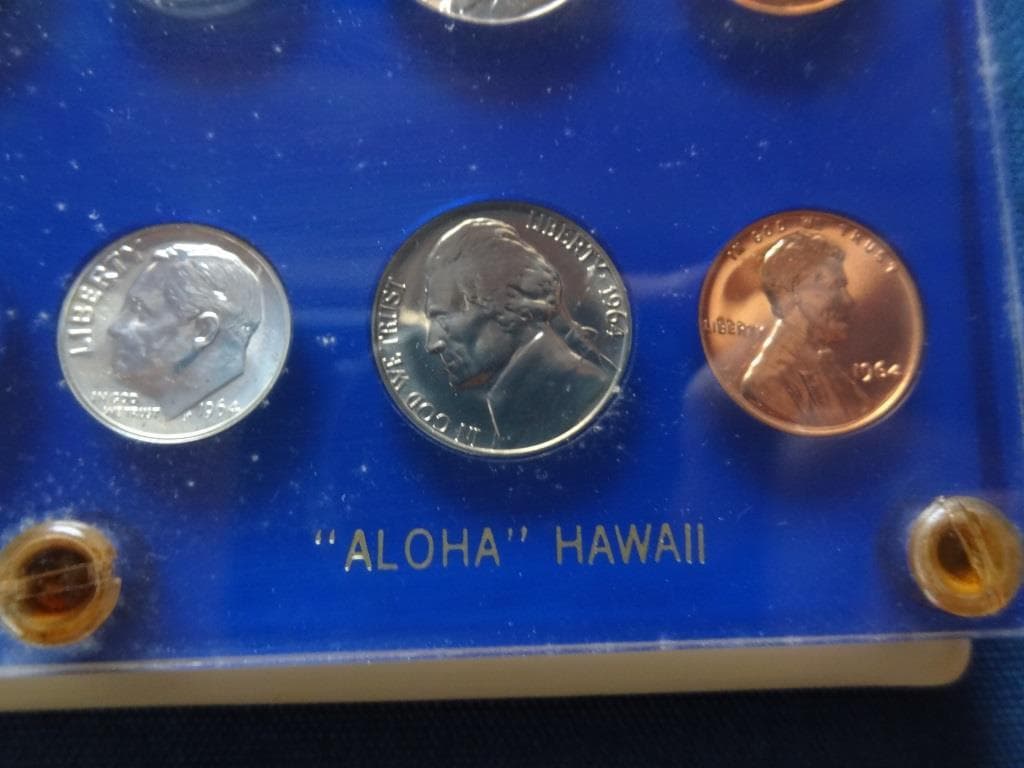 LIBERTY
IN GOD
WE TRUST
1964
IN GOD WE TRUST
LIBERTY · 1964
IN GOD WE TRUST
LIBERTY
1964
"ALOHA" HAWAII